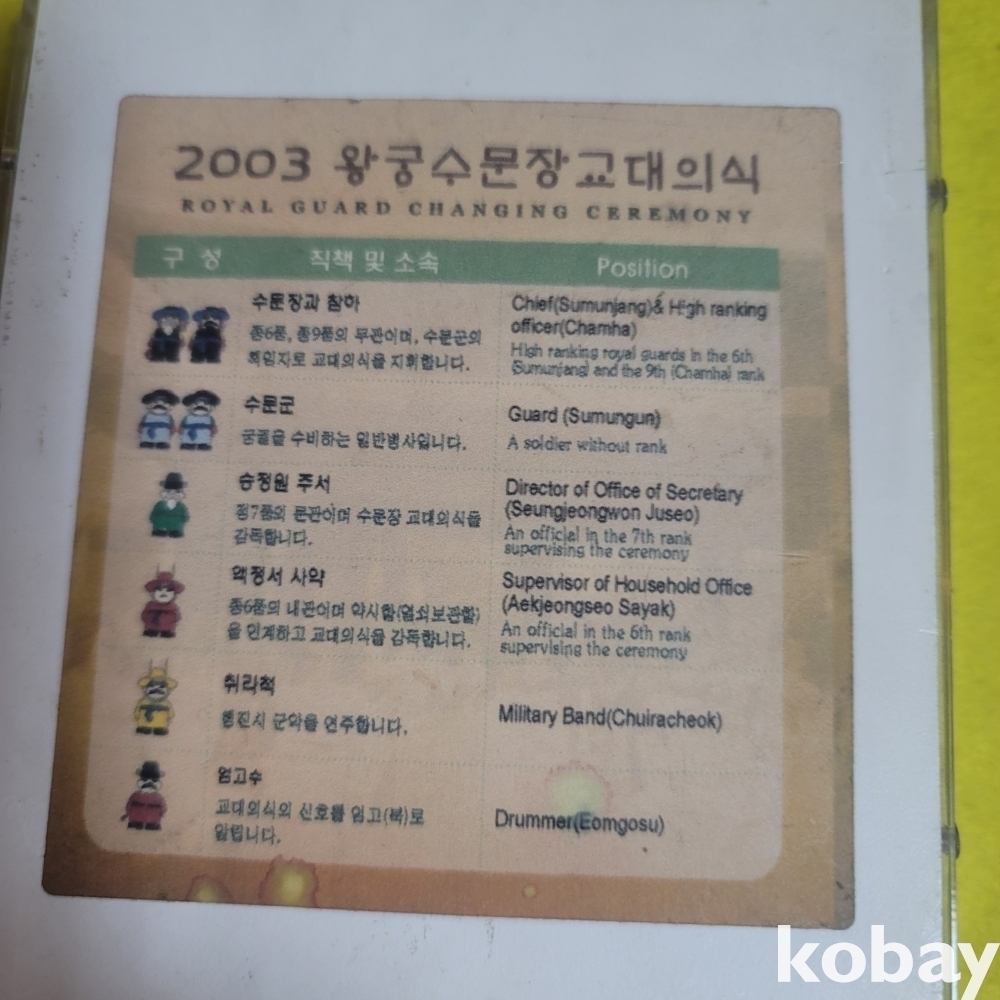 2003 왕궁수문장교대의식
ROYAL GUARD CHANGING CEREMONY
구 성 직책 및 소속 Position
수문장과 참하
종6품, 종9품의 무관이며, 수문군의
책임자로 교대의식을 지휘합니다.
Chief(Sumunjang)& High ranking
officer(Chamha)
High ranking royal guards in the 6th
(Sumunjang) and the 9th (Chamha) rank
수문군
궁궐을 수비하는 일반병사입니다.
Guard (Sumungun)
A soldier without rank
승정원 주서
정7품의 문관이며 수문장 교대의식을
감독합니다.
Director of Office of Secretary
(Seungjeongwon Juseo)
An official in the 7th rank
supervising the ceremony
액정서 사약
종6품의 내관이며 약시함(열쇠보관함)
을 인계하고 교대의식을 감독합니다.
Supervisor of Household Office
(Aekjeongseo Sayak)
An official in the 6th rank
supervising the ceremony
취라척
행진시 군악을 연주합니다.
Military Band(Chuiracheok)
엄고수
교대의식의 신호를 엄고(북)로
알립니다.
Drummer(Eomgosu)
kobay